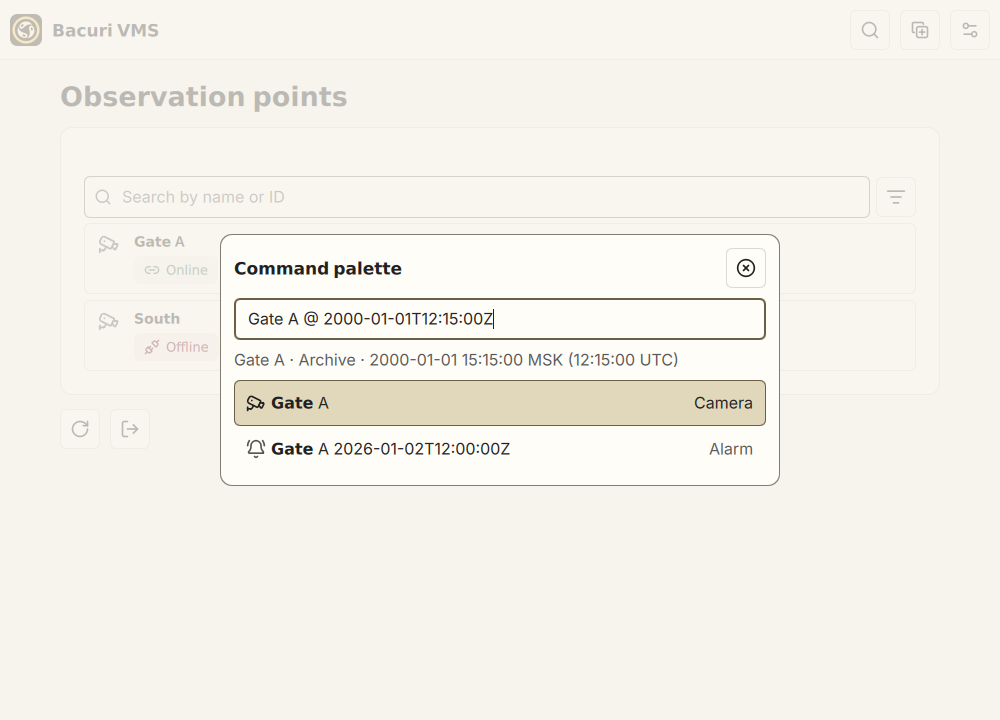 Bacuri VMS
Observation points
Search by name or ID
Gate A
Online
South
Offline
Command palette
Gate A @ 2000-01-01T12:15:00Z
Gate A · Archive · 2000-01-01 15:15:00 MSK (12:15:00 UTC)
Gate A Camera
Gate A 2026-01-02T12:00:00Z Alarm